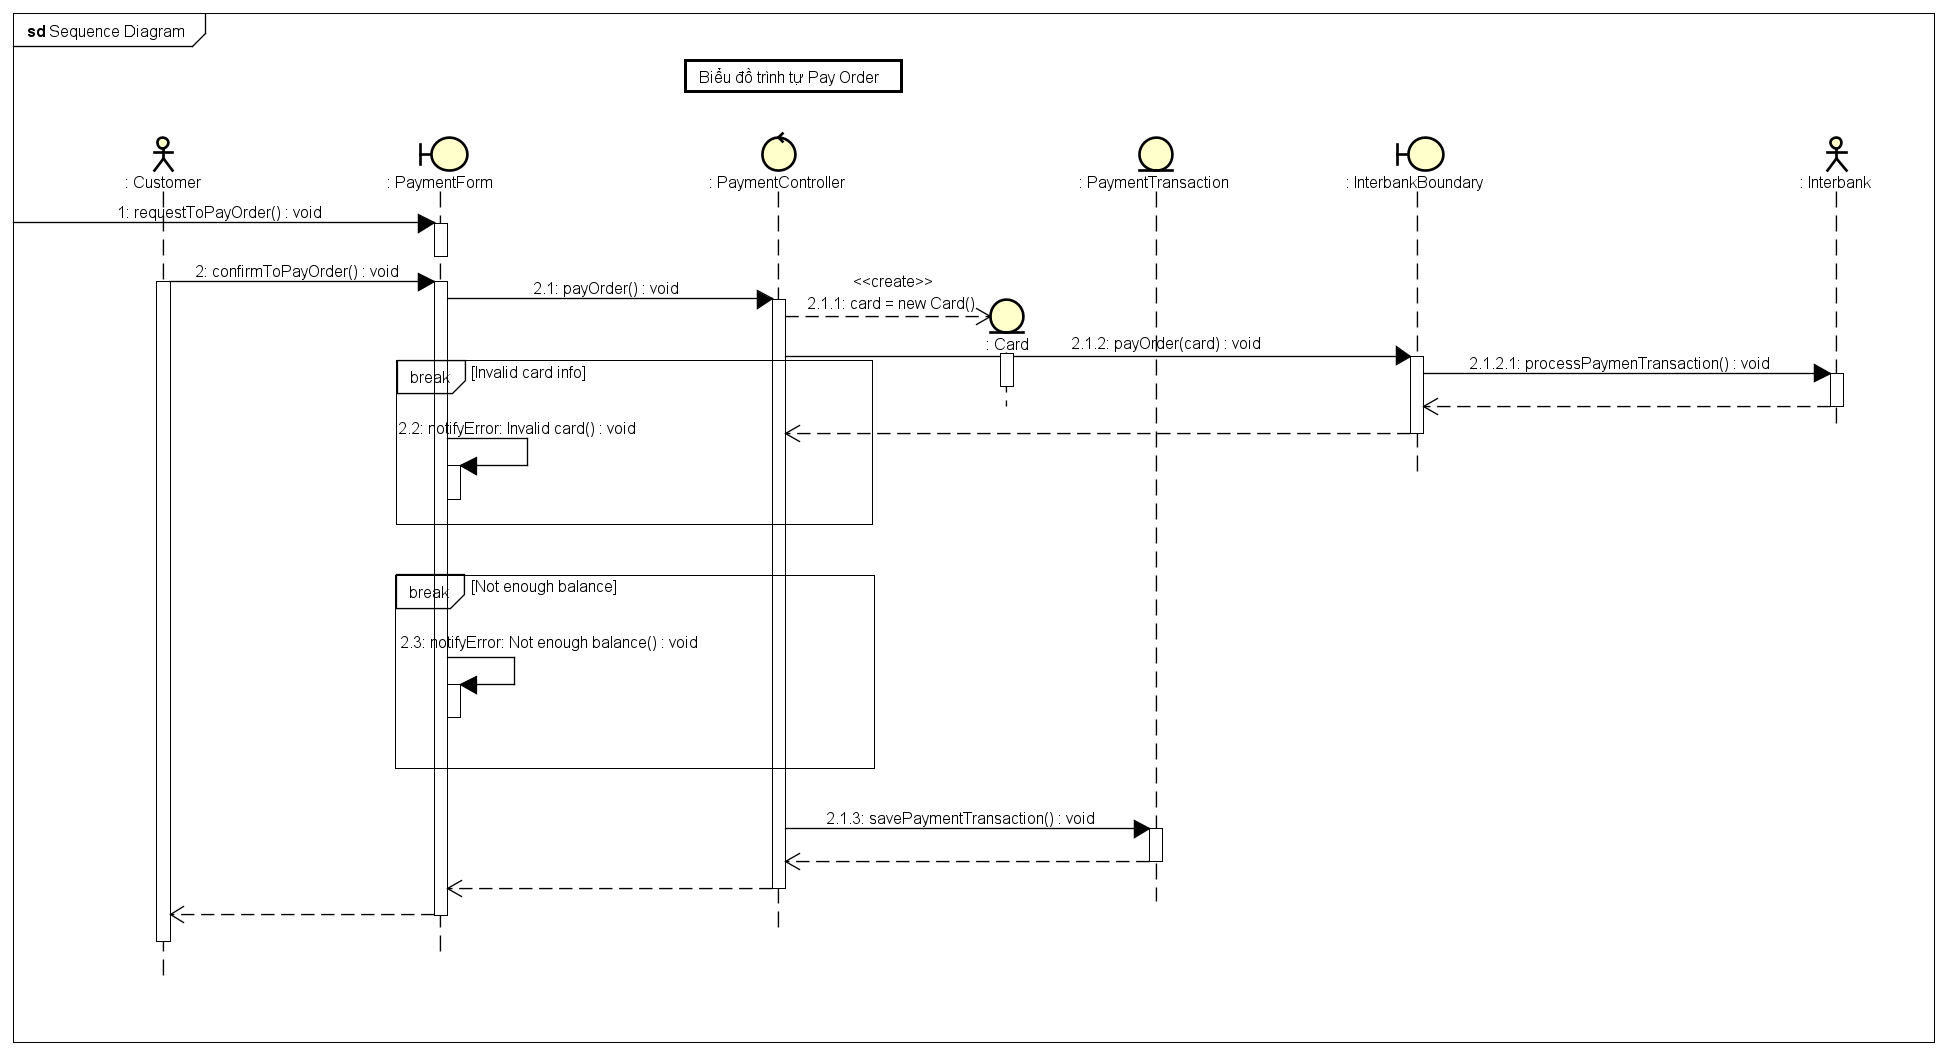 sd Sequence Diagram
Biểu đồ trình tự Pay Order
: Customer
: PaymentForm
: PaymentController
: PaymentTransaction
: InterbankBoundary
: Interbank
1: requestToPayOrder() : void
2: confirmToPayOrder() : void
2.1: payOrder() : void
<<create>>
2.1.1: card = new Card()
: Card
2.1.2: payOrder(card) : void
2.1.2.1: processPaymenTransaction() : void
break
[Invalid card info]
2.2: notifyError: Invalid card() : void
break
[Not enough balance]
2.3: notifyError: Not enough balance() : void
2.1.3: savePaymentTransaction() : void